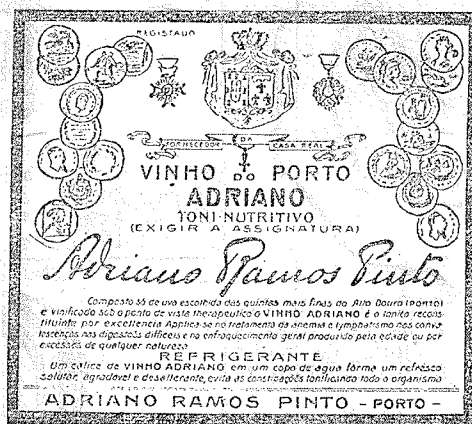 REGISTADO
FORNECEDOR DA CASA REAL
VINHO DO PORTO
ADRIANO
TONI-NUTRITIVO
(EXIGIR A ASSIGNATURA)
Adriano Ramos Pinto
Composto só de uva escolhida das quintas mais finas do Alto Douro (PORTO)
e vinificado sob o ponto de vista therapeutico o VINHO ADRIANO é o tonito recons-
tituinte por excellencia Applica-se no tratamento da anemia e lymphatismo nas conva-
lescenças nas digestões difficeis e no enfraquecimento geral produzido pela edade ou por
excessos de qualquer natureza
REFRIGERANTE
Um calice de VINHO ADRIANO em um copo de agua fórma um refresco
salutar, agradavel e desalterante, evita as constipações tonificando todo o organismo
ADRIANO RAMOS PINTO - PORTO -